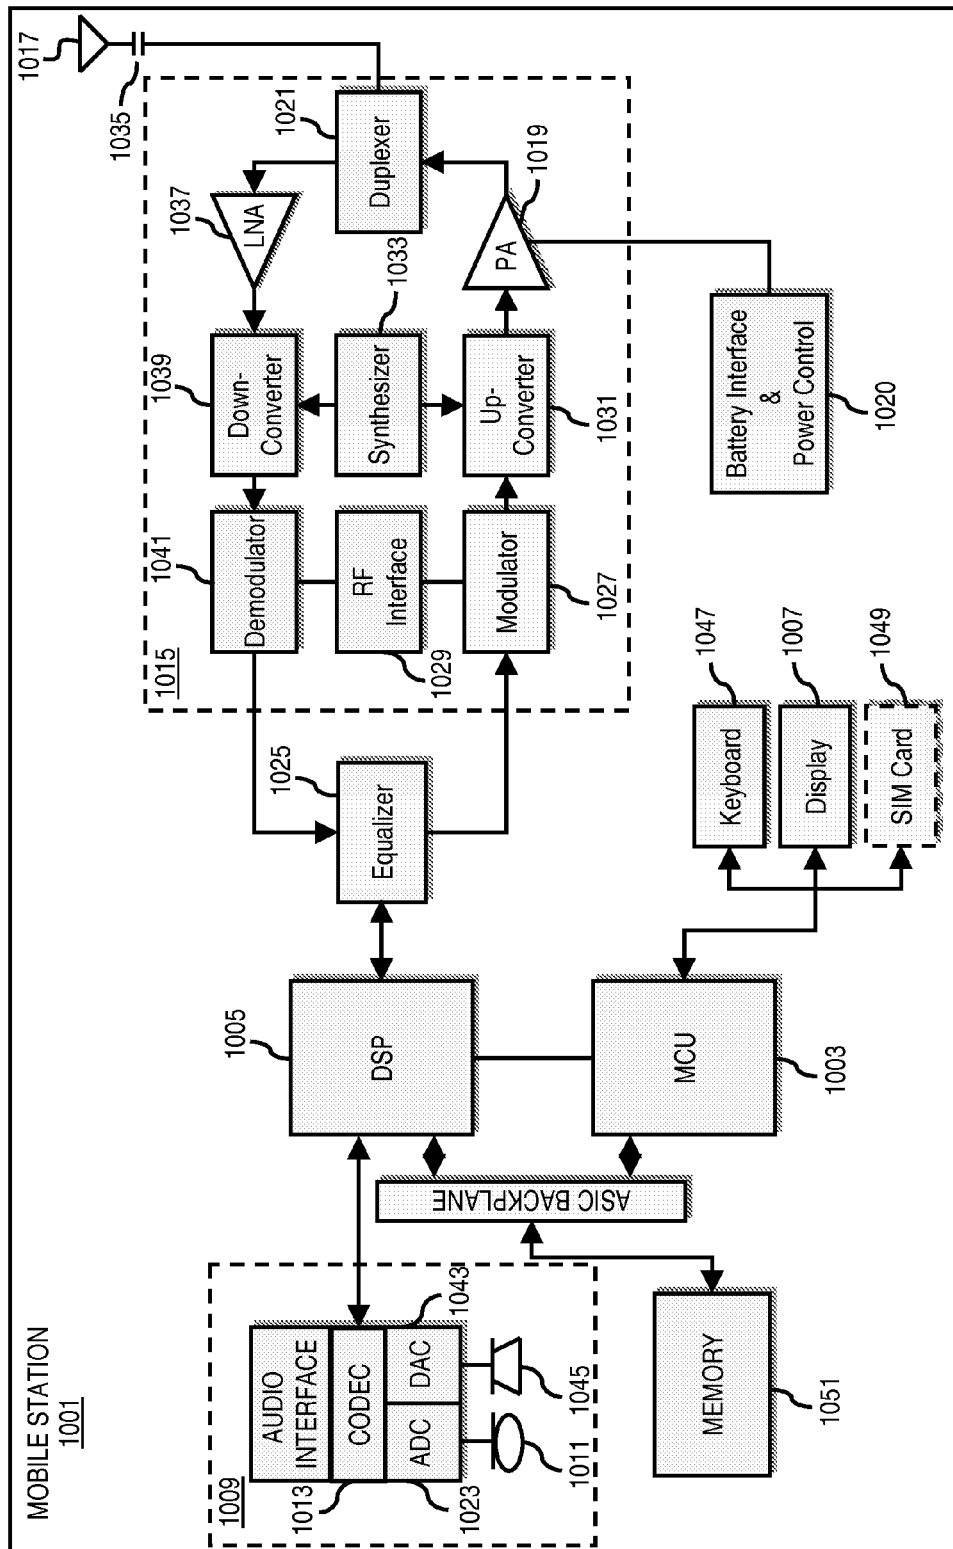 MOBILE STATION
1001
1009
AUDIO
INTERFACE
CODEC
ADC
DAC
1013
1023
1043
1011
1045
MEMORY
1051
ASIC BACKPLANE
1005
DSP
MCU
1003
1025
Equalizer
1047
Keyboard
1007
Display
1049
SIM Card
1015
1041
Demodulator
RF
Interface
1029
Modulator
1027
1039
Down-
Converter
Synthesizer
1033
Up-
Converter
1031
1037
LNA
PA
1019
1021
Duplexer
1035
1017
Battery Interface
&
Power Control
1020